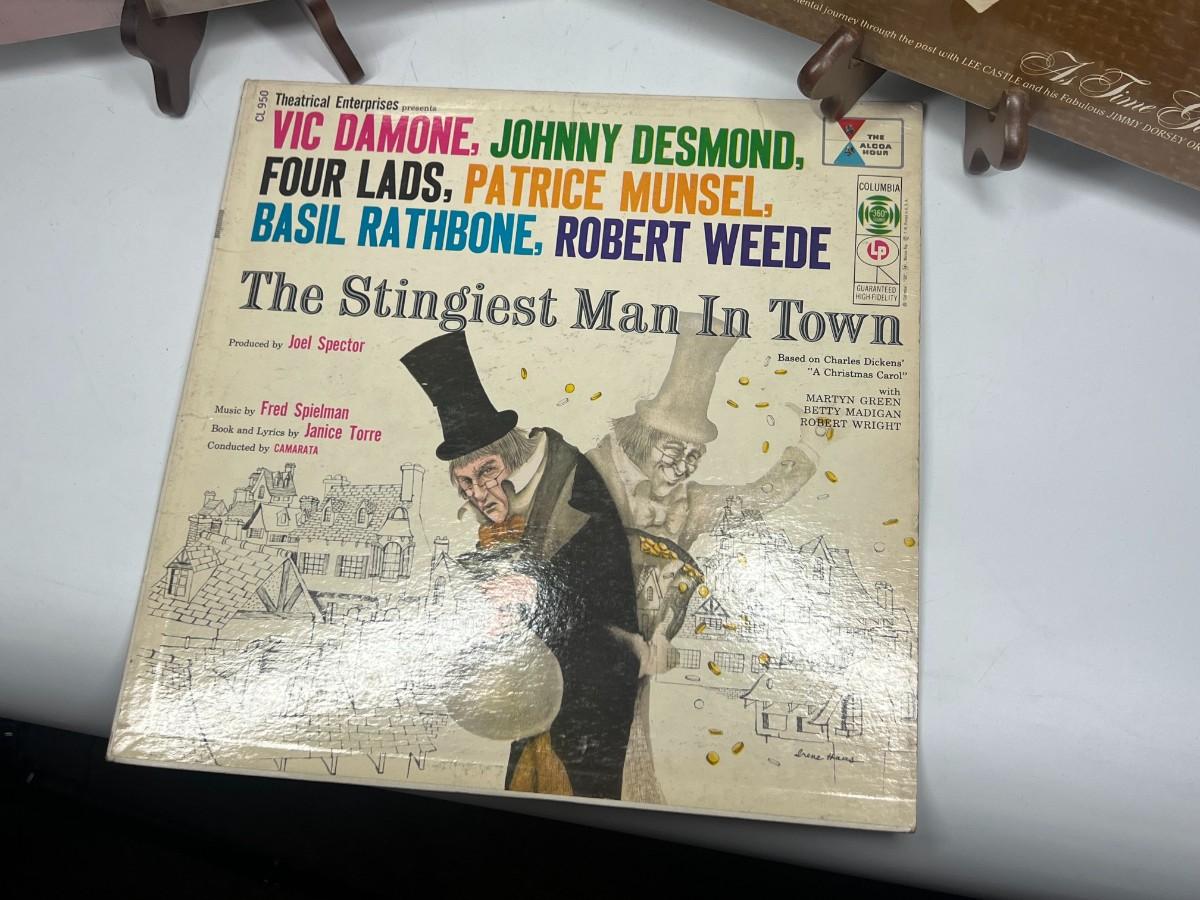 mental journey through the past with LEE CASTLE and his Fabulous JIMMY DORSEY OR
As Time
CL 950
Theatrical Enterprises presents
VIC DAMONE, JOHNNY DESMOND,
FOUR LADS, PATRICE MUNSEL,
BASIL RATHBONE, ROBERT WEEDE
THE
ALCOA
HOUR
COLUMBIA
360°
LP
GUARANTEED
HIGH-FIDELITY
The Stingiest Man In Town
Produced by Joel Spector
Based on Charles Dickens'
"A Christmas Carol"
with
MARTYN GREEN
BETTY MADIGAN
ROBERT WRIGHT
Music by Fred Spielman
Book and Lyrics by Janice Torre
Conducted by CAMARATA
Irene Haas